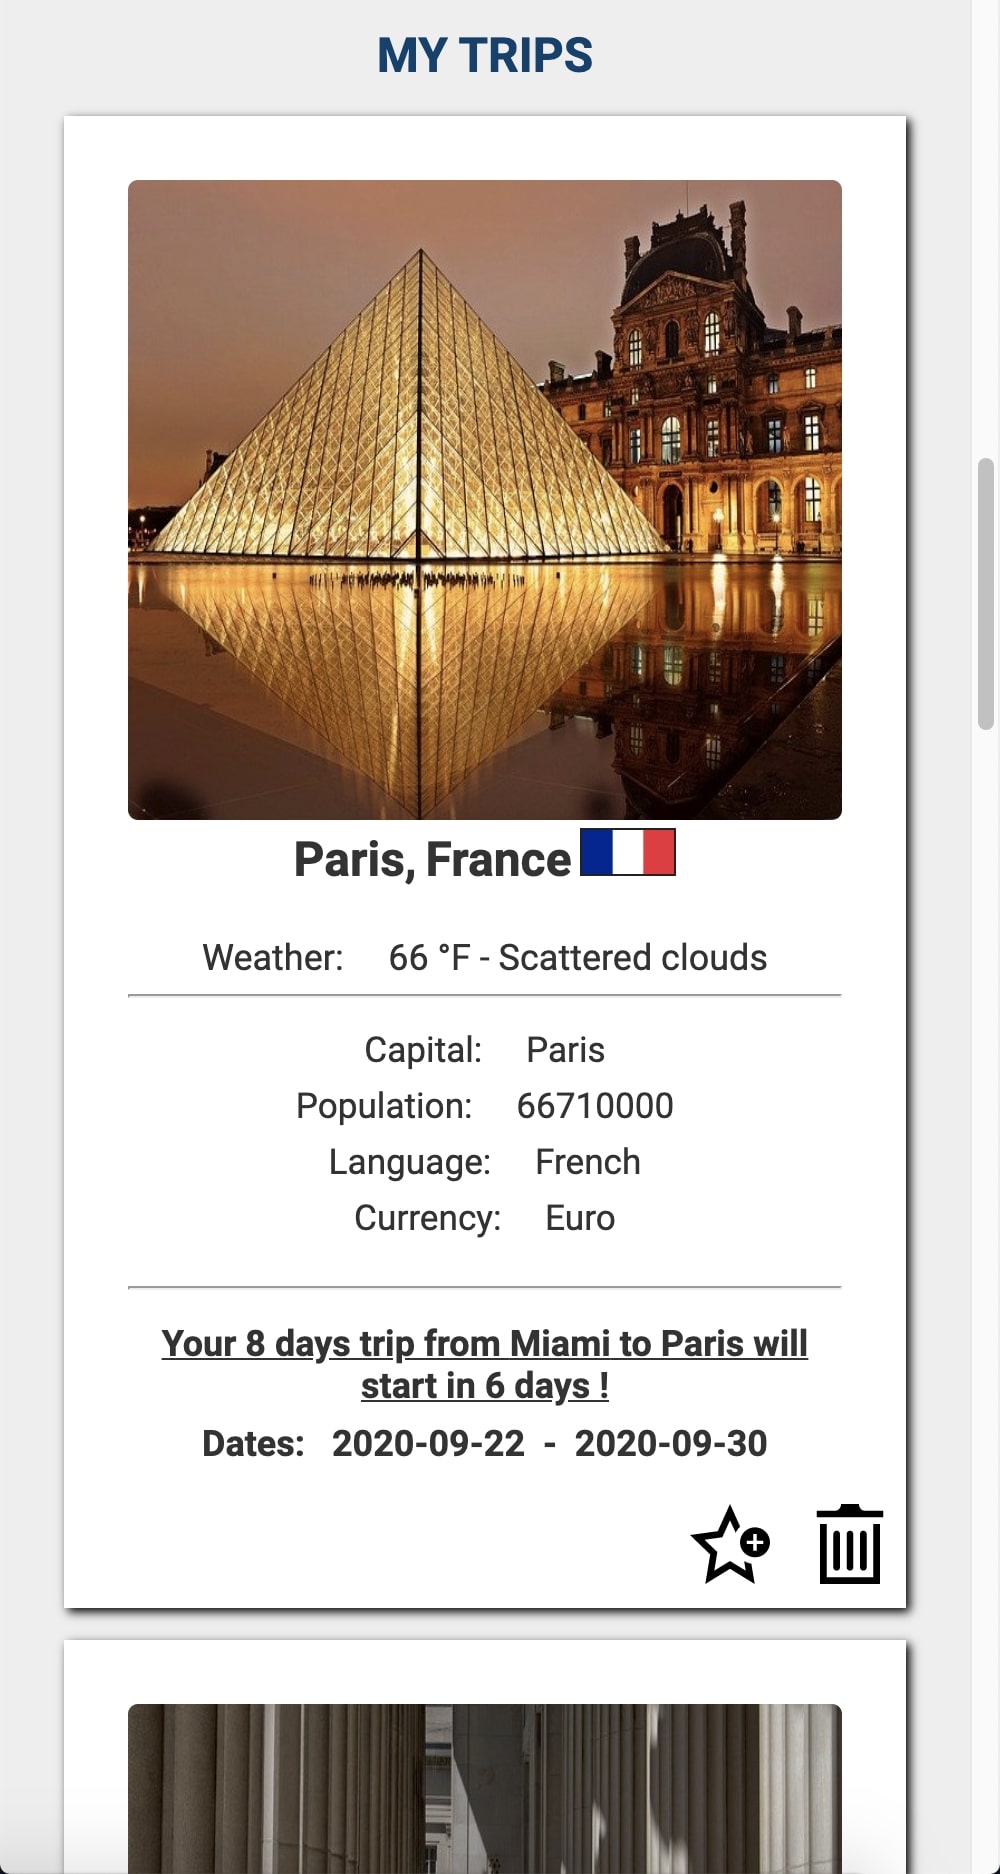 MY TRIPS
Paris, France
Weather: 66 °F - Scattered clouds
Capital: Paris
Population: 66710000
Language: French
Currency: Euro
Your 8 days trip from Miami to Paris will
start in 6 days !
Dates: 2020-09-22 - 2020-09-30